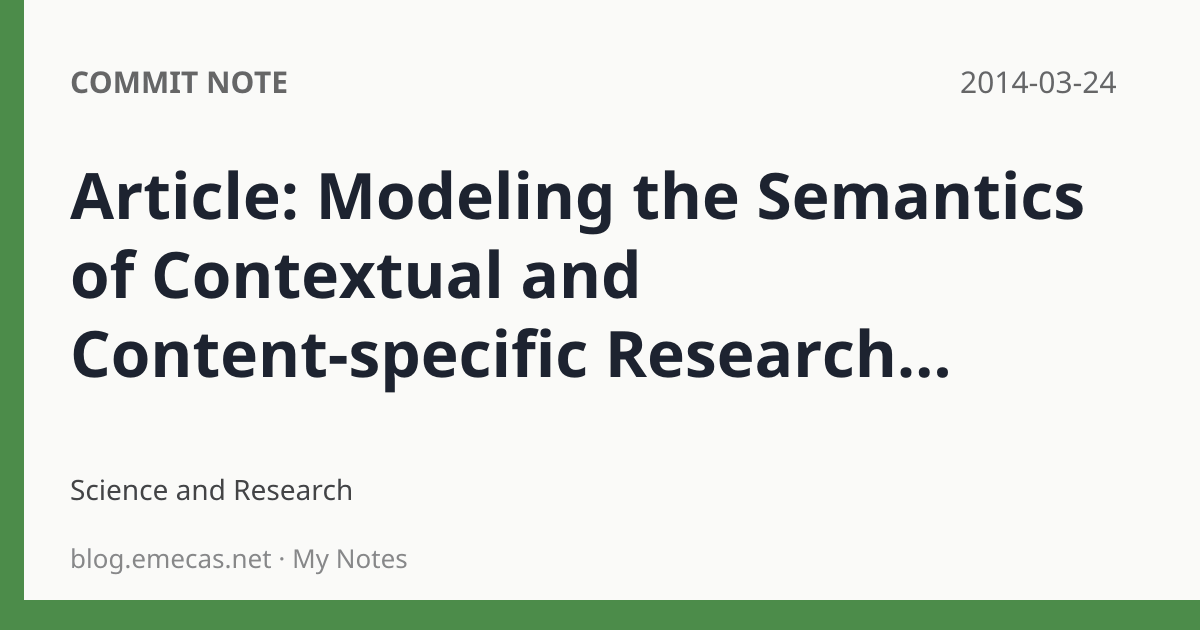 COMMIT NOTE
2014-03-24
Article: Modeling the Semantics
of Contextual and
Content-specific Research...
Science and Research
blog.emecas.net · My Notes